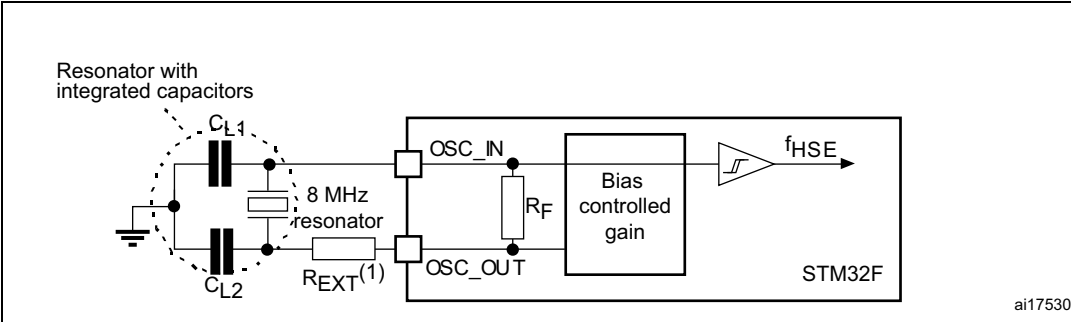 Resonator with
integrated capacitors
CL1
OSC_IN
fHSE
8 MHz
resonator
RF
Bias
controlled
gain
REXT(1)
OSC_OUT
CL2
STM32F
ai17530